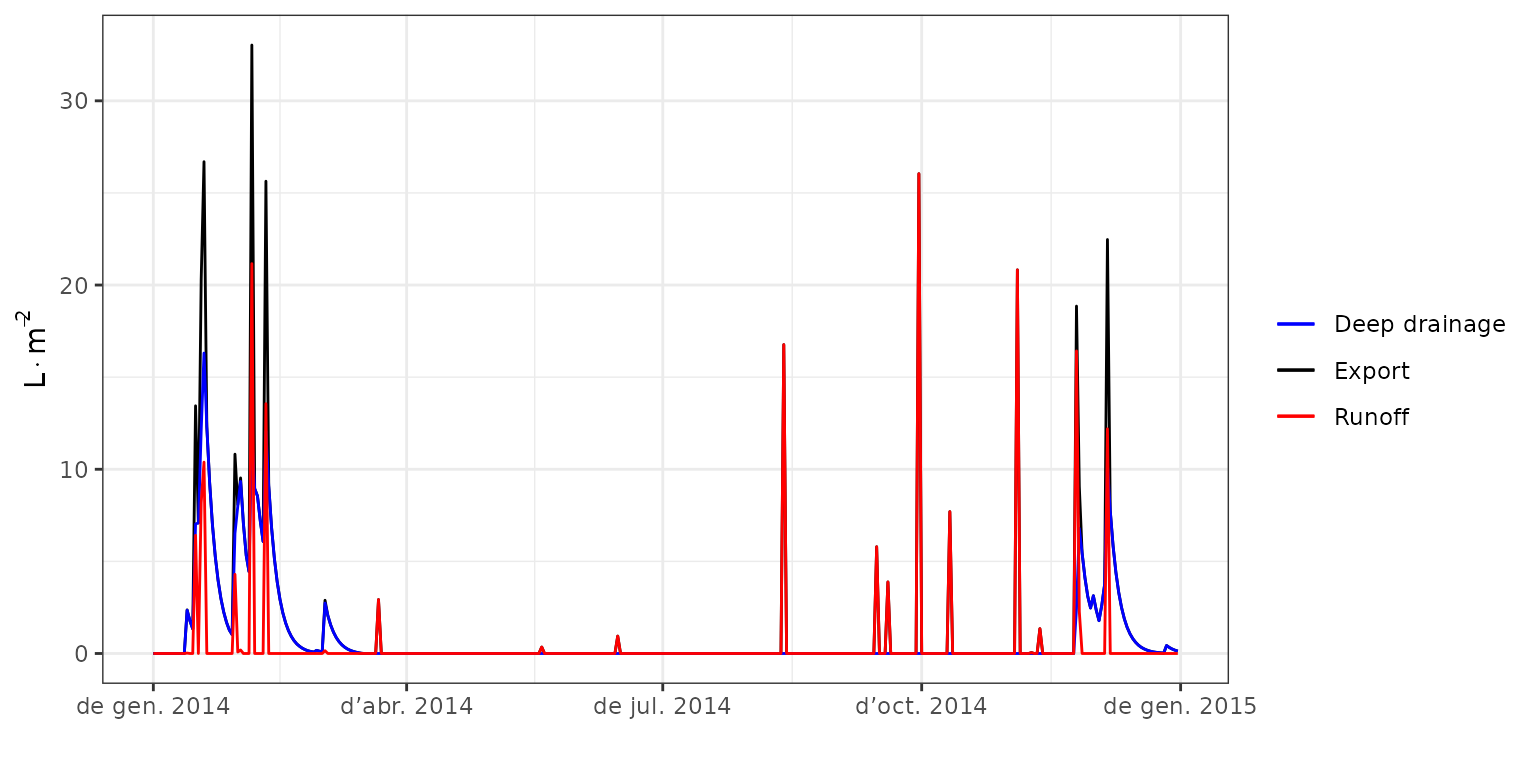 30
20
10
0
L · m⁻²
de gen. 2014
d’abr. 2014
de jul. 2014
d’oct. 2014
de gen. 2015
Deep drainage
Export
Runoff